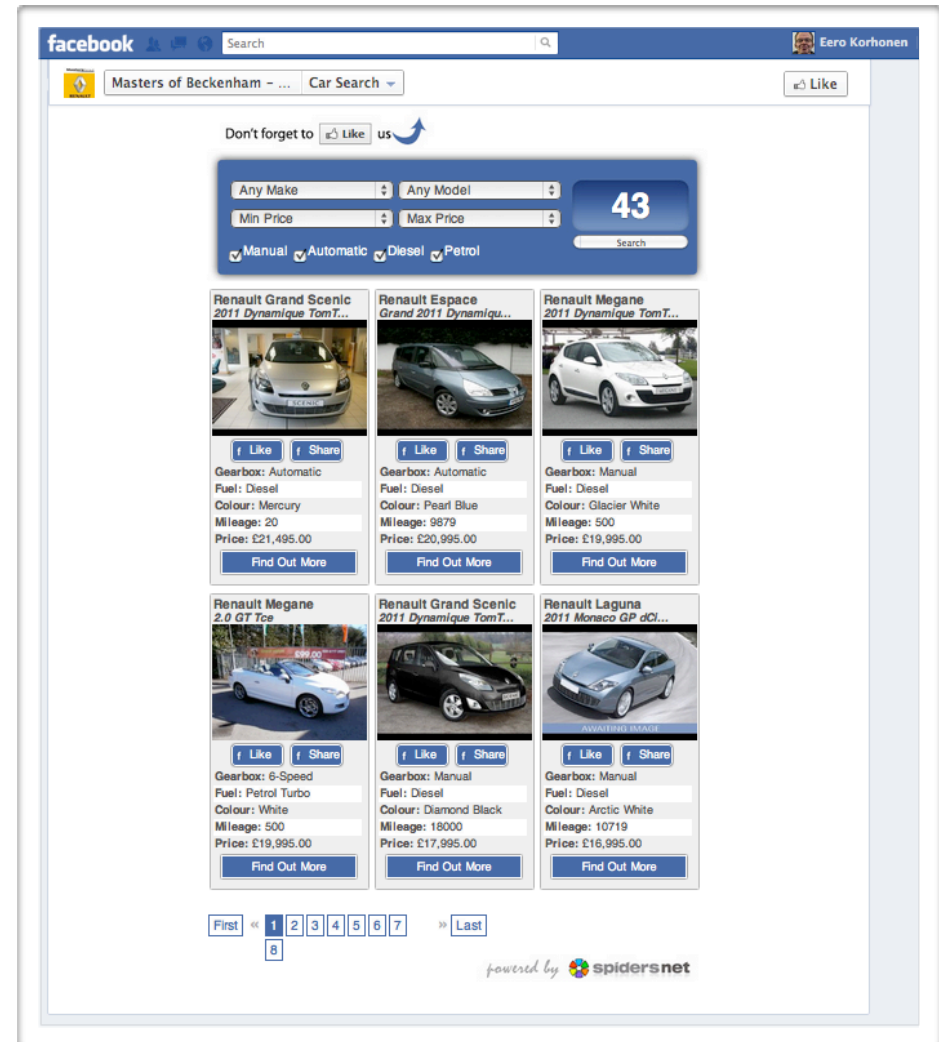 facebook Search Eero Korhonen
Masters of Beckenham - ... Car Search Like
Don't forget to Like us
Any Make Any Model 43
Min Price Max Price
Search
Manual Automatic Diesel Petrol
Renault Grand Scenic
2011 Dynamique TomT...
SCENIC
Like Share
Gearbox: Automatic
Fuel: Diesel
Colour: Mercury
Mileage: 20
Price: £21,495.00
Find Out More
Renault Espace
Grand 2011 Dynamiqu...
Like Share
Gearbox: Automatic
Fuel: Diesel
Colour: Pearl Blue
Mileage: 9879
Price: £20,995.00
Find Out More
Renault Megane
2011 Dynamique TomT...
Like Share
Gearbox: Manual
Fuel: Diesel
Colour: Glacier White
Mileage: 500
Price: £19,995.00
Find Out More
Renault Megane
2.0 GT Tce
£99.00
Like Share
Gearbox: 6-Speed
Fuel: Petrol Turbo
Colour: White
Mileage: 500
Price: £19,995.00
Find Out More
Renault Grand Scenic
2011 Dynamique TomT...
Like Share
Gearbox: Manual
Fuel: Diesel
Colour: Diamond Black
Mileage: 18000
Price: £17,995.00
Find Out More
Renault Laguna
2011 Monaco GP dCi...
AWAITING IMAGE
Like Share
Gearbox: Manual
Fuel: Diesel
Colour: Arctic White
Mileage: 10719
Price: £16,995.00
Find Out More
First « 1 2 3 4 5 6 7 » Last
8
powered by spidersnet